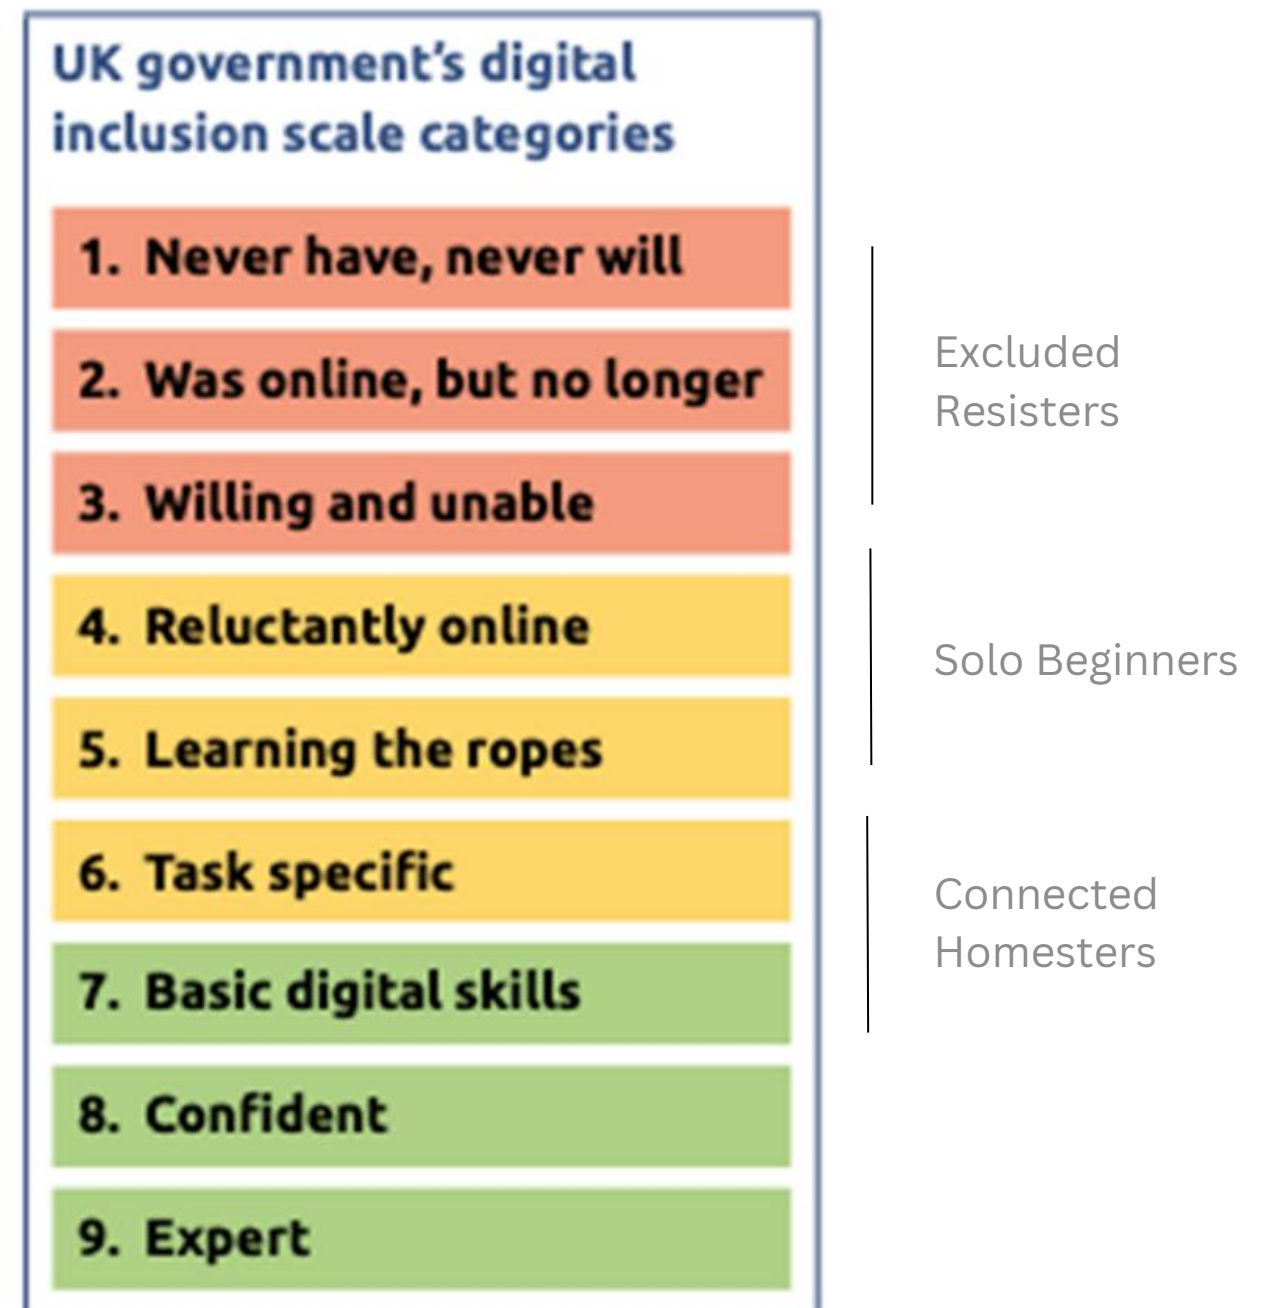 UK government’s digital
inclusion scale categories
1. Never have, never will
2. Was online, but no longer
3. Willing and unable
4. Reluctantly online
5. Learning the ropes
6. Task specific
7. Basic digital skills
8. Confident
9. Expert
Excluded
Resisters
Solo Beginners
Connected
Homesters